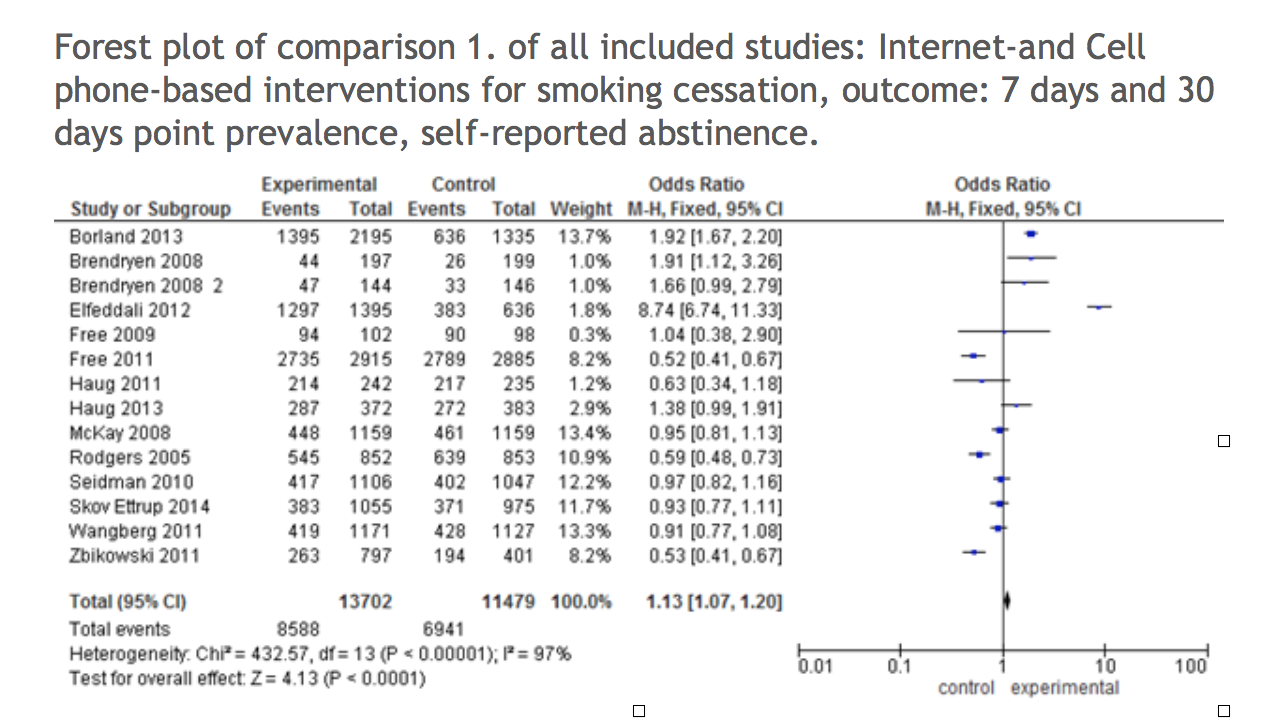 Forest plot of comparison 1. of all included studies: Internet-and Cell
phone-based interventions for smoking cessation, outcome: 7 days and 30
days point prevalence, self-reported abstinence.
Experimental Control Odds Ratio Odds Ratio
Study or Subgroup Events Total Events Total Weight M-H, Fixed, 95% CI M-H, Fixed, 95% CI
Borland 2013 1395 2195 636 1335 13.7% 1.92 [1.67, 2.20]
Brendryen 2008 44 197 26 199 1.0% 1.91 [1.12, 3.26]
Brendryen 2008 2 47 144 33 146 1.0% 1.66 [0.99, 2.79]
Elfeddali 2012 1297 1395 383 636 1.8% 8.74 [6.74, 11.33]
Free 2009 94 102 90 98 0.3% 1.04 [0.38, 2.90]
Free 2011 2735 2915 2789 2885 8.2% 0.52 [0.41, 0.67]
Haug 2011 214 242 217 235 1.2% 0.63 [0.34, 1.18]
Haug 2013 287 372 272 383 2.9% 1.38 [0.99, 1.91]
McKay 2008 448 1159 461 1159 13.4% 0.95 [0.81, 1.13]
Rodgers 2005 545 852 639 853 10.9% 0.59 [0.48, 0.73]
Seidman 2010 417 1106 402 1047 12.2% 0.97 [0.82, 1.16]
Skov Ettrup 2014 383 1055 371 975 11.7% 0.93 [0.77, 1.11]
Wangberg 2011 419 1171 428 1127 13.3% 0.91 [0.77, 1.08]
Zbikowski 2011 263 797 194 401 8.2% 0.53 [0.41, 0.67]
Total (95% CI) 13702 11479 100.0% 1.13 [1.07, 1.20]
Total events 8588 6941
Heterogeneity: Chi² = 432.57, df = 13 (P < 0.00001); I² = 97%
Test for overall effect: Z = 4.13 (P < 0.0001)
0.01 0.1 1 10 100
control experimental